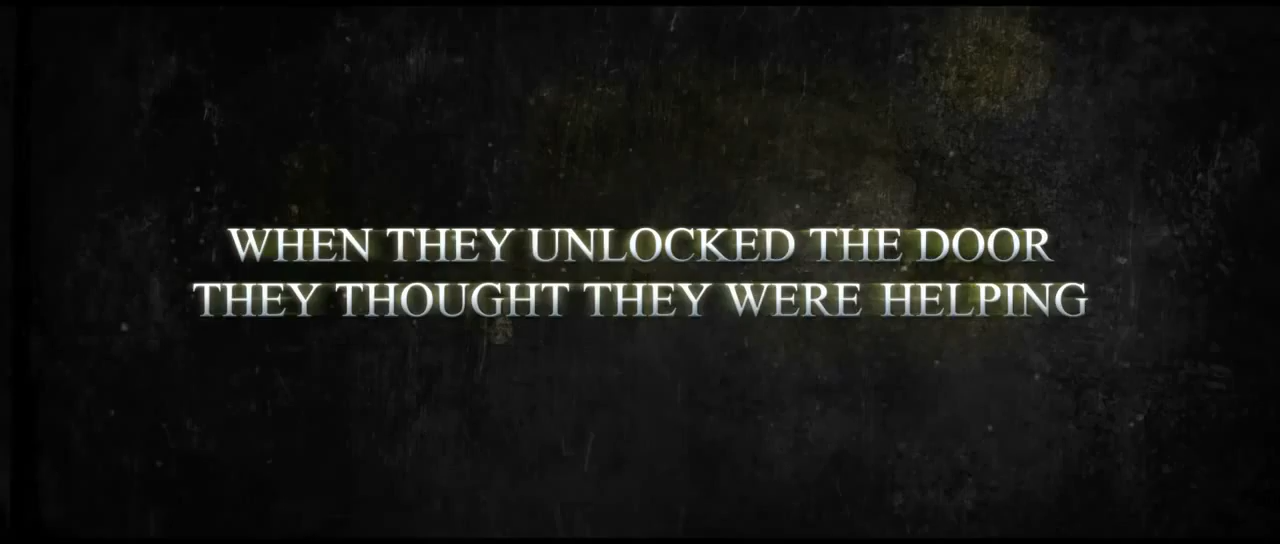 WHEN THEY UNLOCKED THE DOOR
THEY THOUGHT THEY WERE HELPING